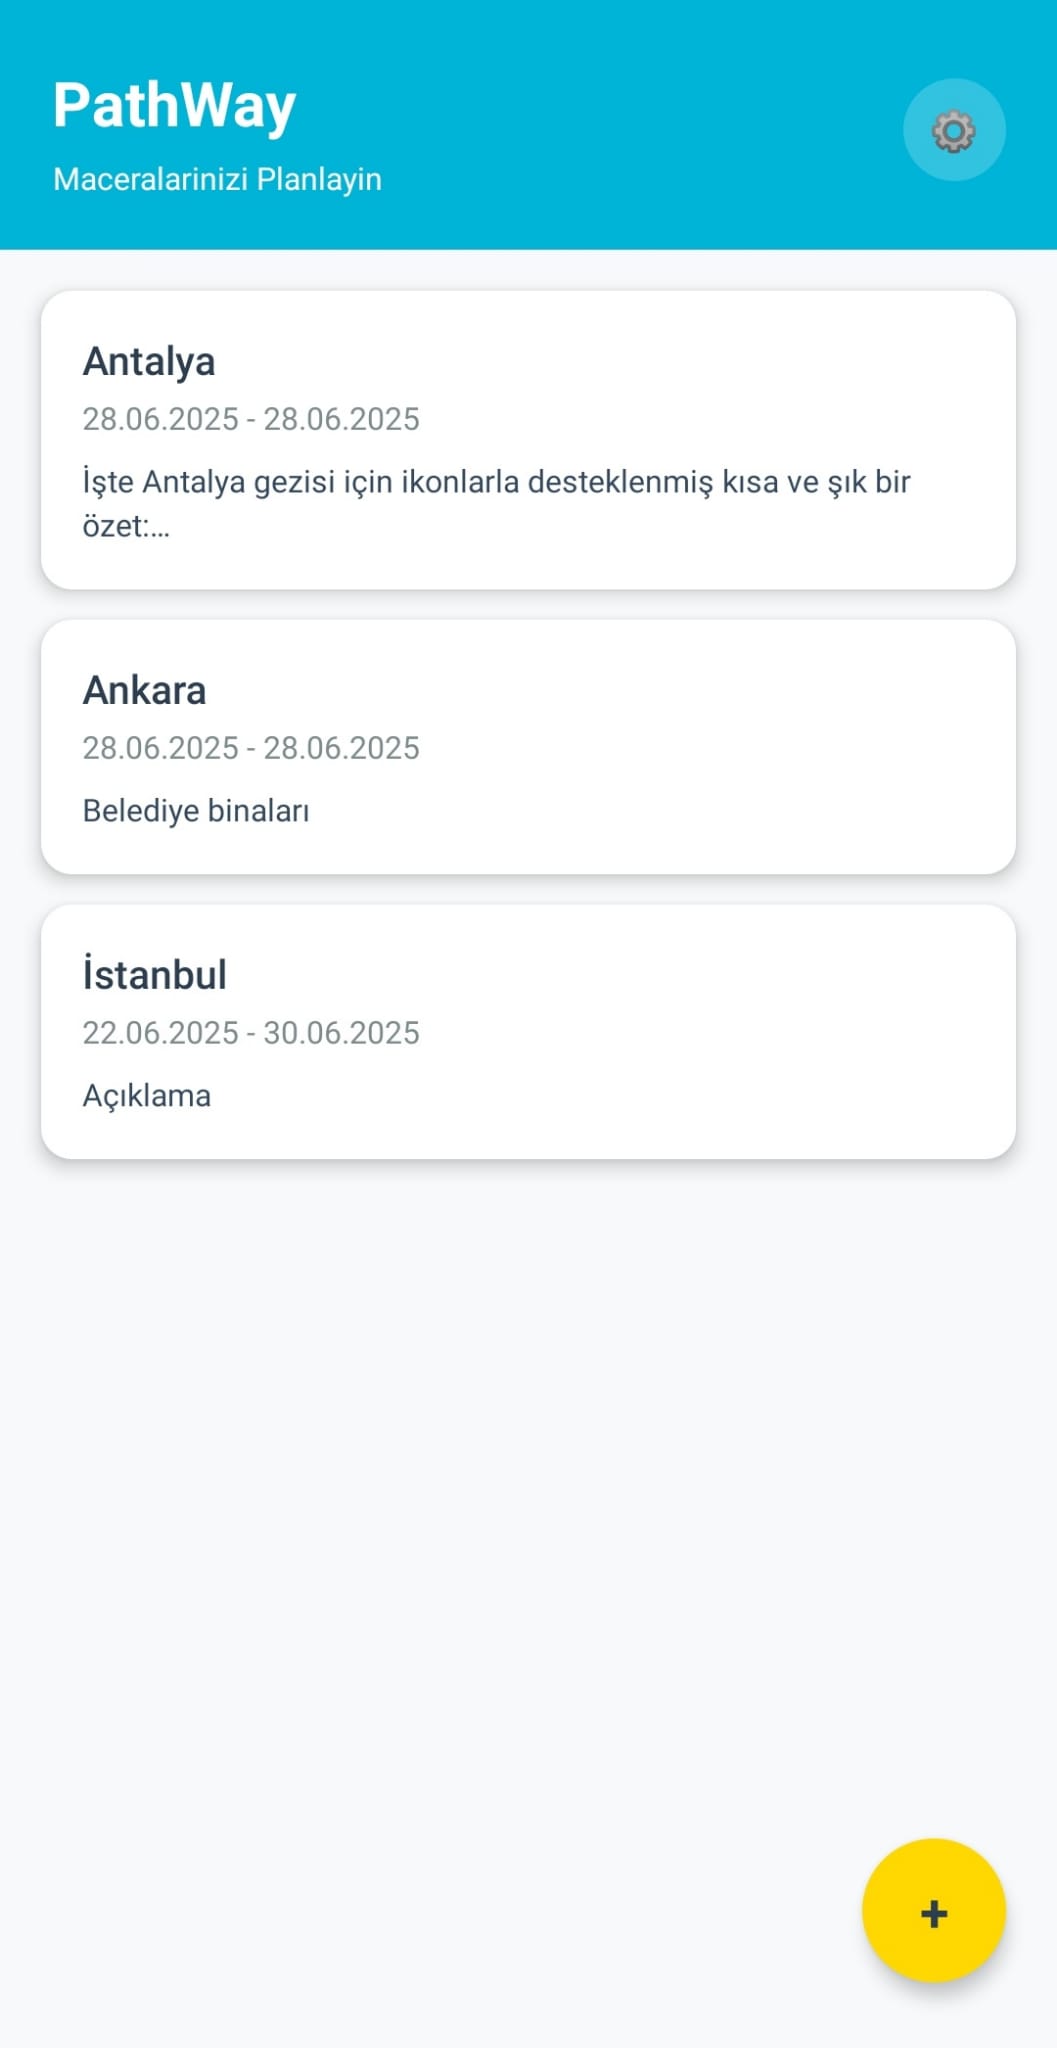 PathWay
Maceralarinizi Planlayin
Antalya
28.06.2025 - 28.06.2025
İşte Antalya gezisi için ikonlarla desteklenmiş kısa ve şık bir
özet:...
Ankara
28.06.2025 - 28.06.2025
Belediye binaları
İstanbul
22.06.2025 - 30.06.2025
Açıklama
+